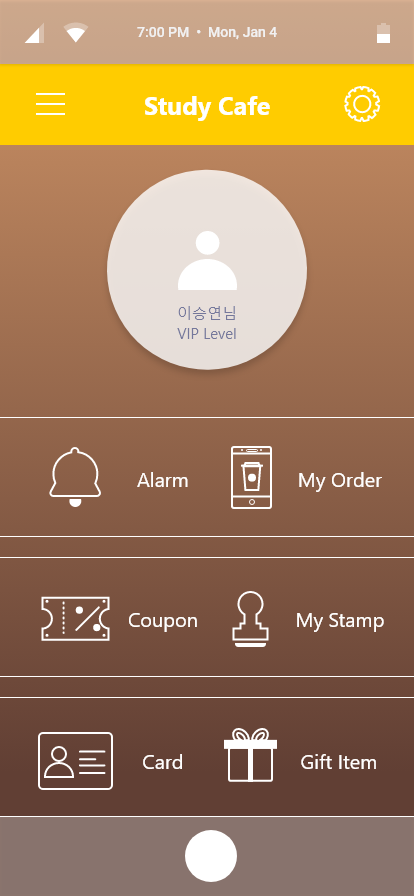 7:00 PM • Mon, Jan 4
Study Cafe
이승연님
VIP Level
Alarm
My Order
Coupon
My Stamp
Card
Gift Item